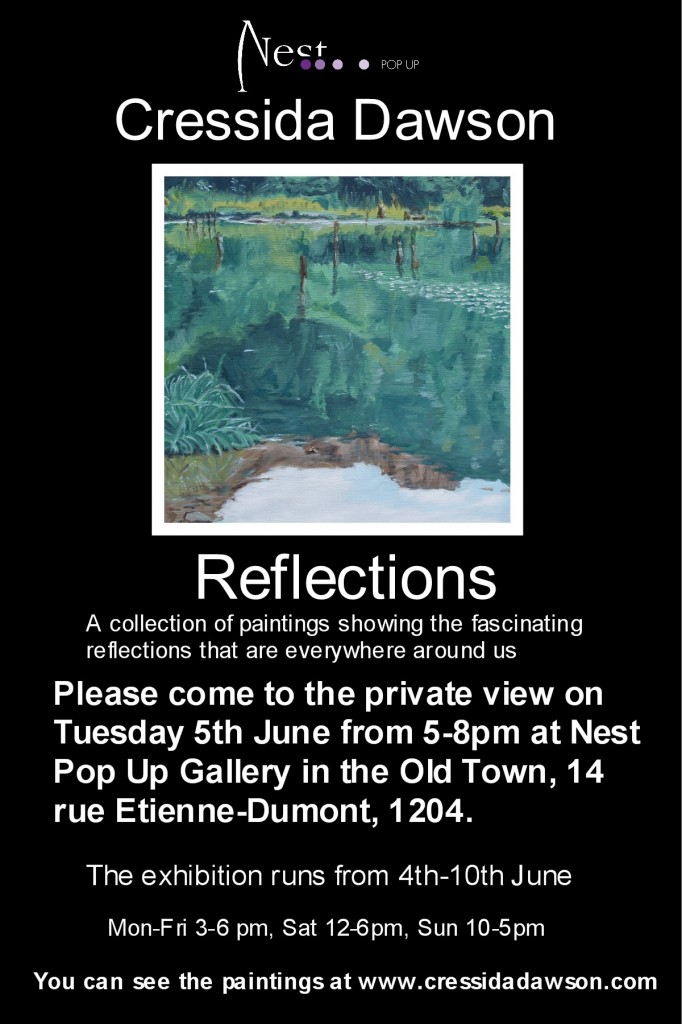 Nest
POP UP
Cressida Dawson
Reflections
A collection of paintings showing the fascinating
reflections that are everywhere around us
Please come to the private view on
Tuesday 5th June from 5-8pm at Nest
Pop Up Gallery in the Old Town, 14
rue Etienne-Dumont, 1204.
The exhibition runs from 4th-10th June
Mon-Fri 3-6 pm, Sat 12-6pm, Sun 10-5pm
You can see the paintings at www.cressidadawson.com